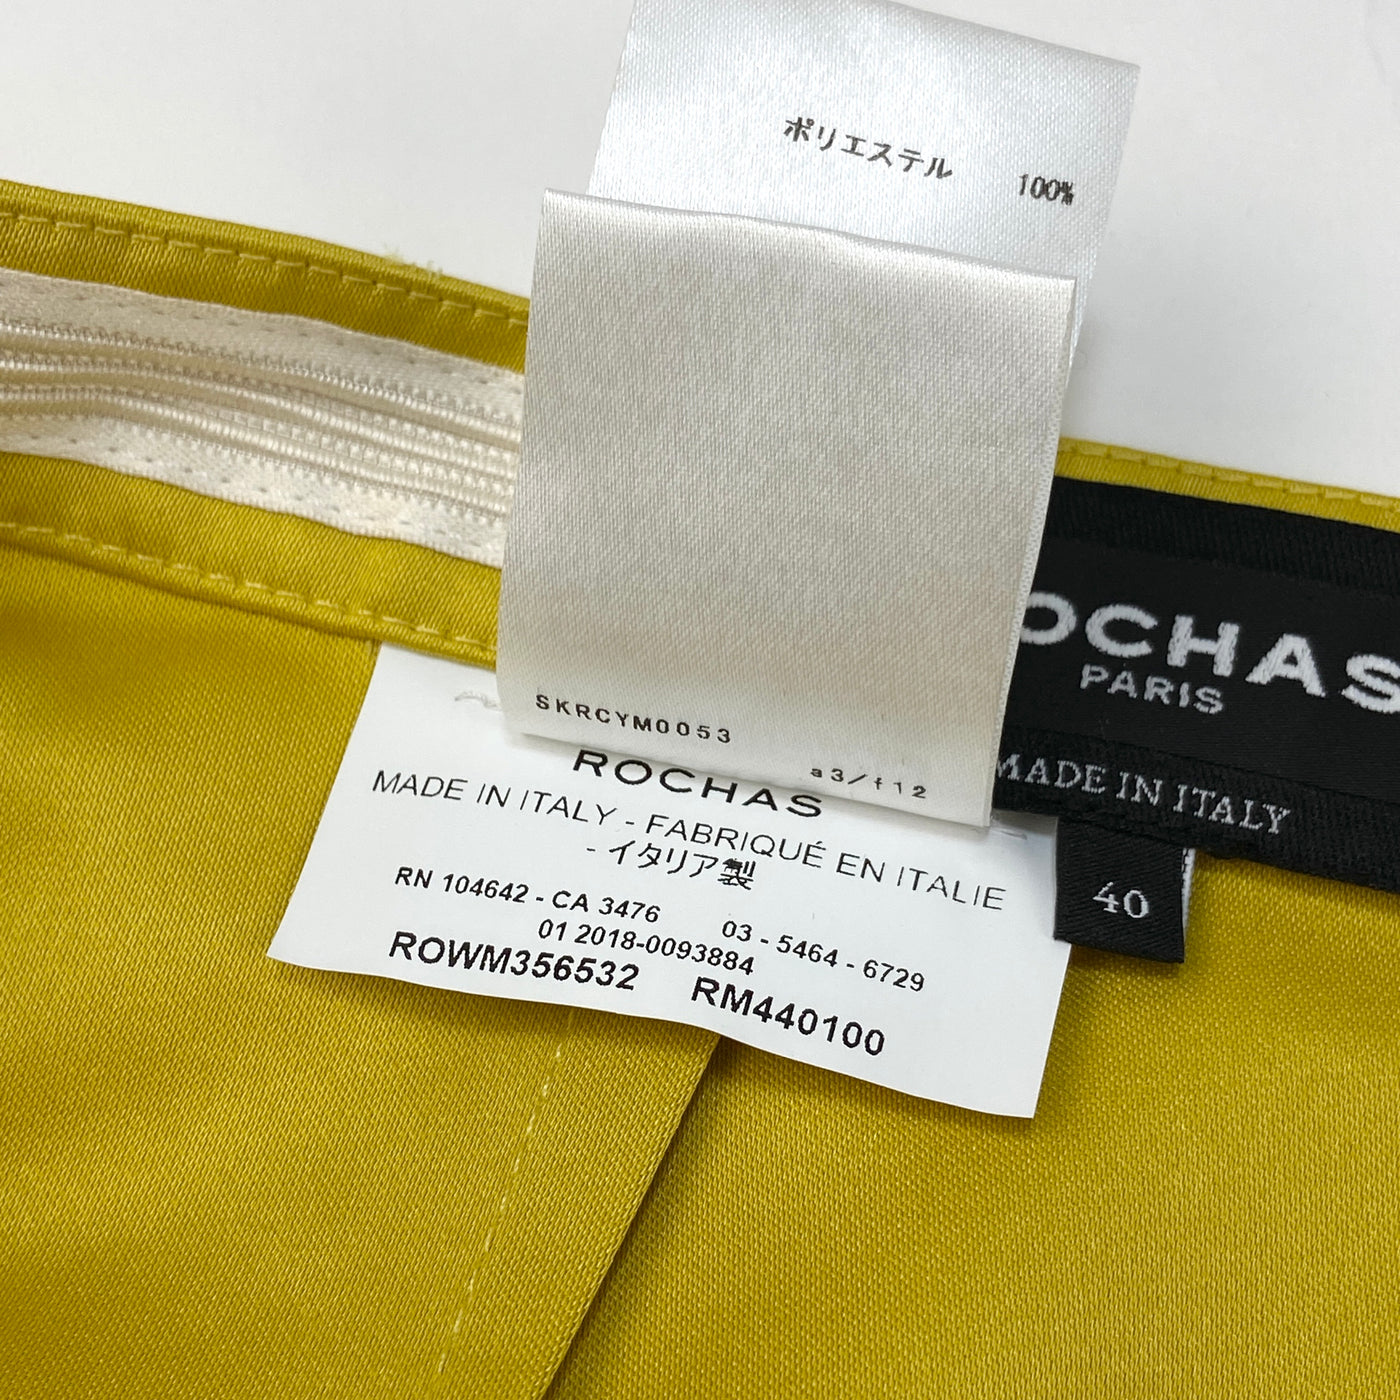 ポリエステル 100%
SKRCYM0053
a3/f12
ROCHAS
MADE IN ITALY - FABRIQUÉ EN ITALIE
- イタリア製
RN 104642 - CA 3476 03 - 5464 - 6729
01 2018-0093884
ROWM356532 RM440100
OCHAS
PARIS
MADE IN ITALY
40